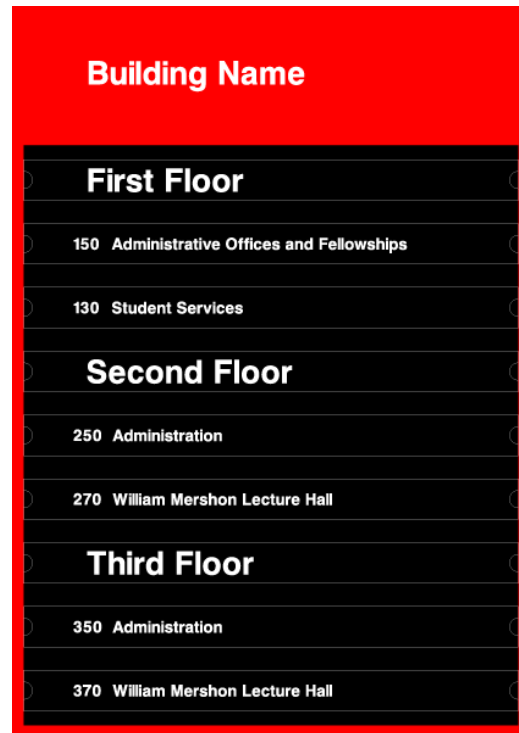 Building Name
First Floor
150 Administrative Offices and Fellowships
130 Student Services
Second Floor
250 Administration
270 William Mershon Lecture Hall
Third Floor
350 Administration
370 William Mershon Lecture Hall